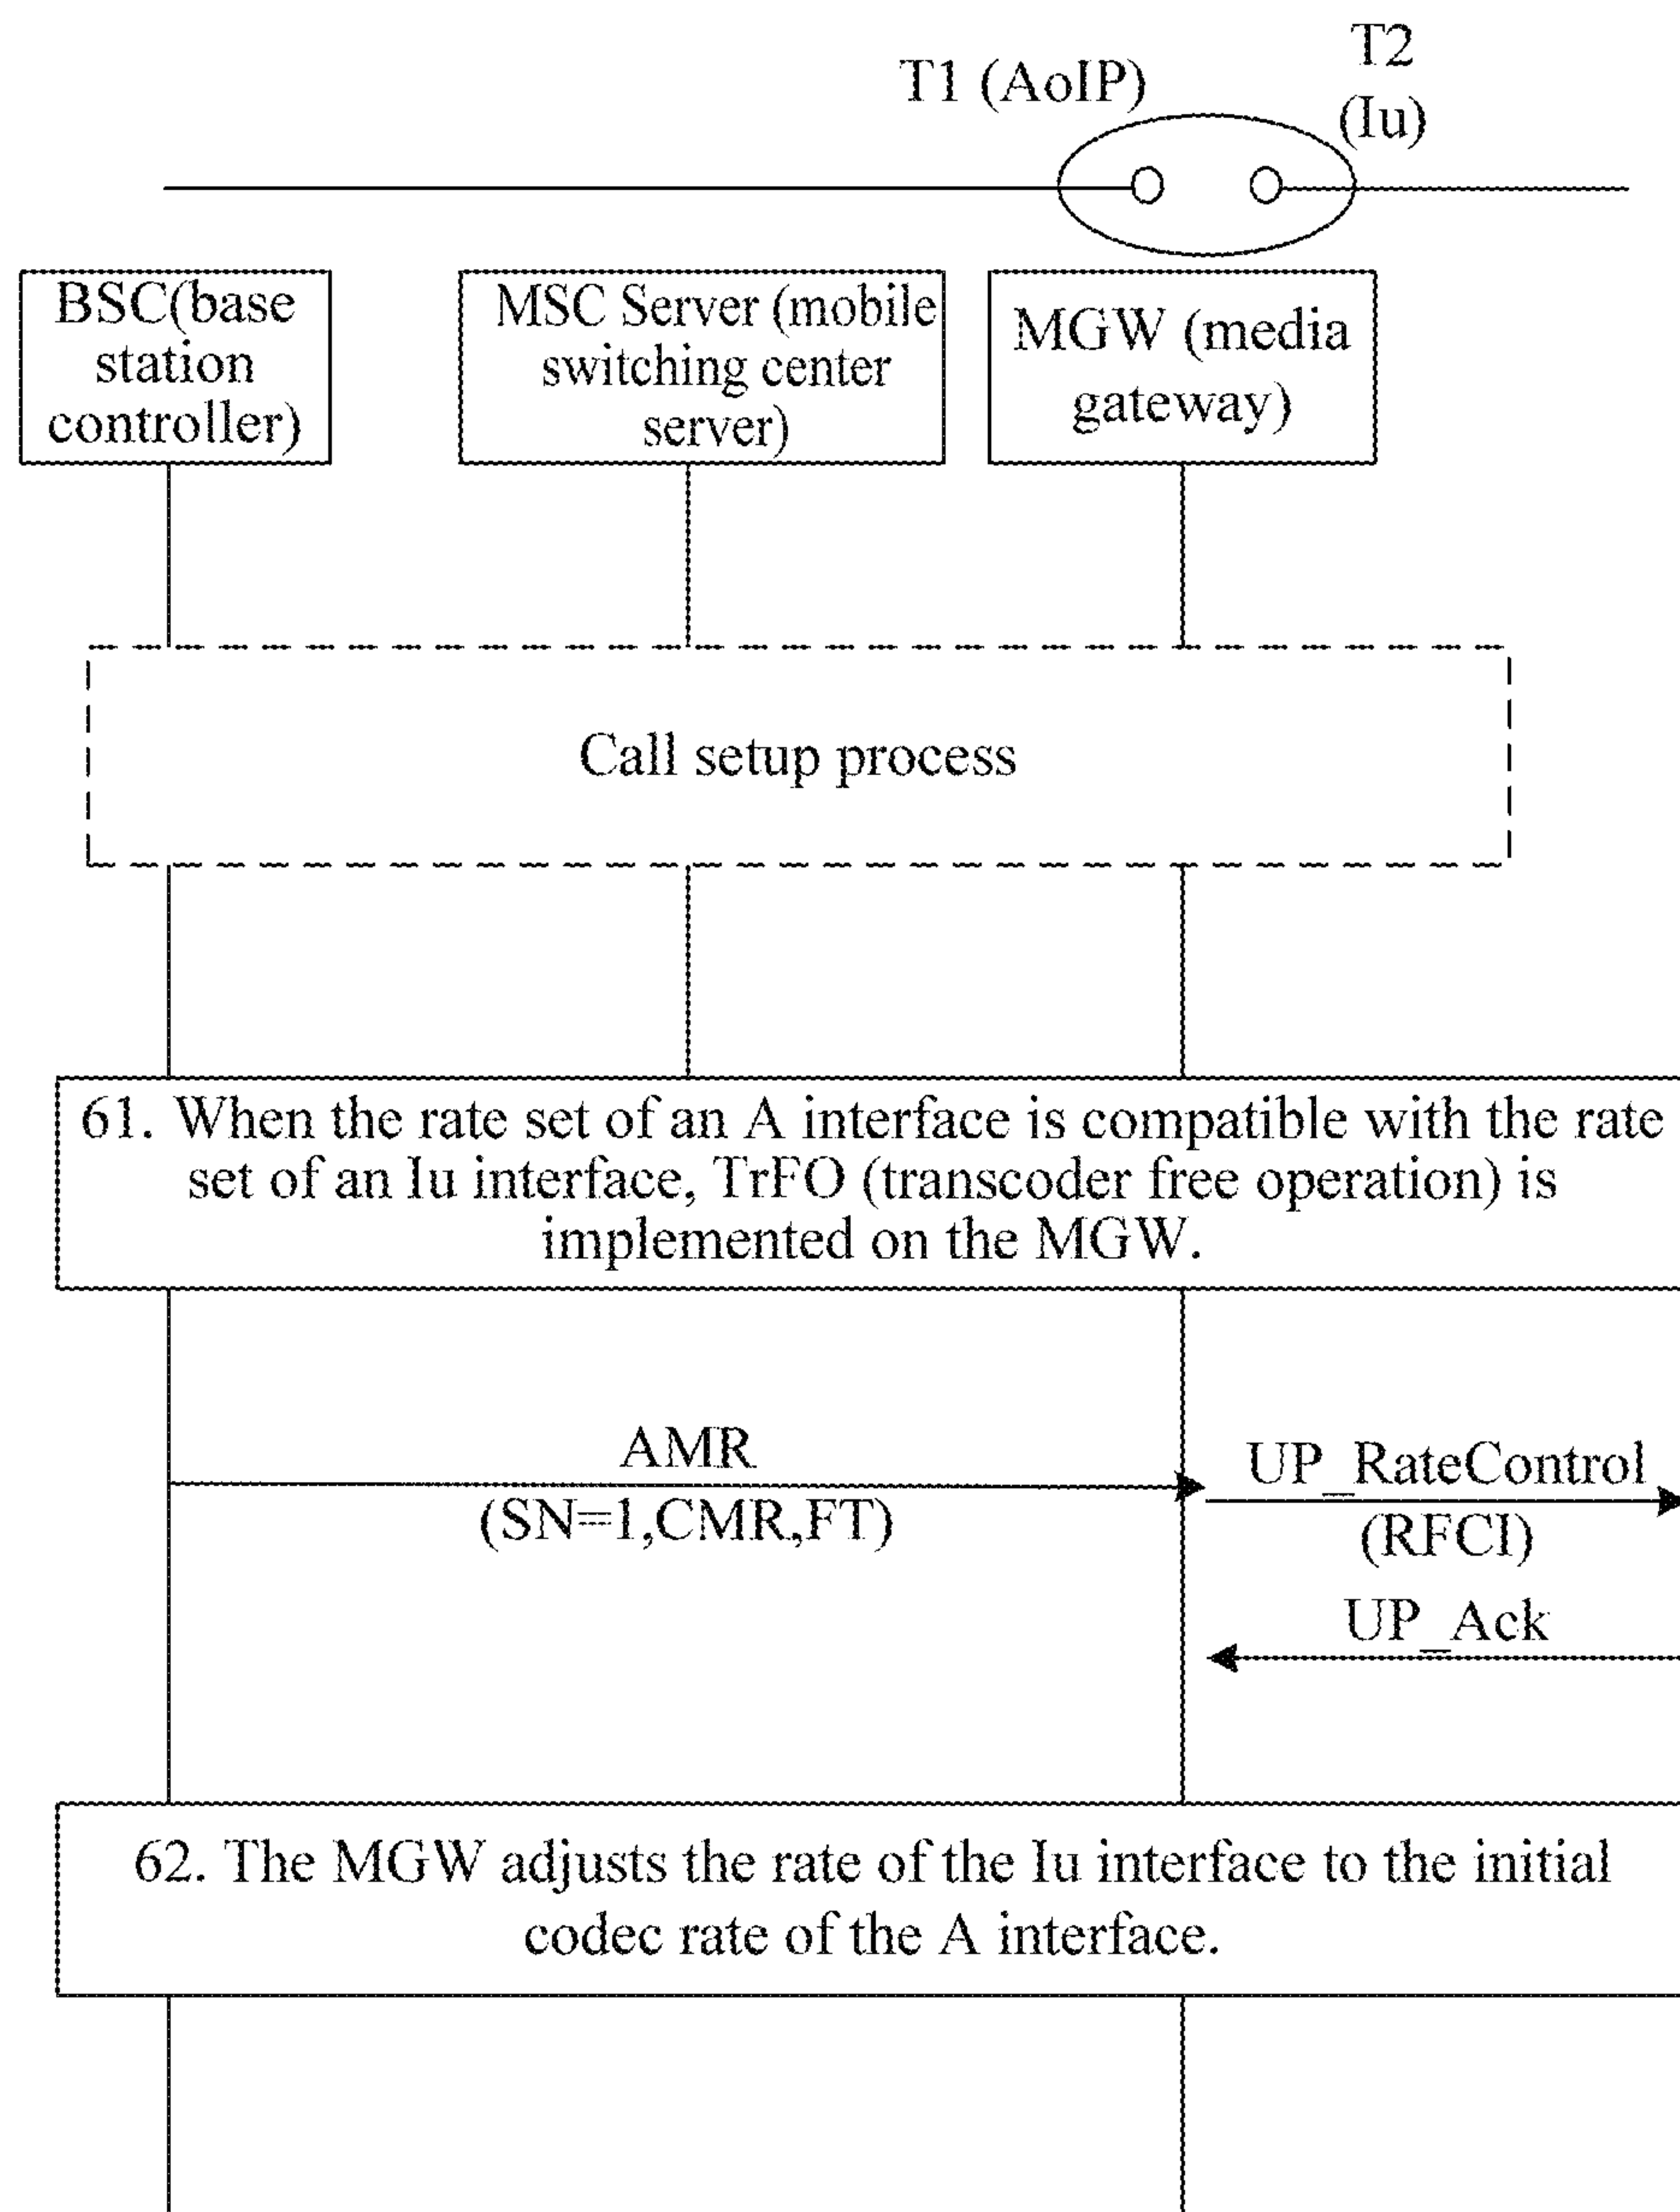 T1 (AoIP)
T2
(Iu)
BSC(base
station
controller)
MSC Server (mobile
switching center
server)
MGW (media
gateway)
Call setup process
61. When the rate set of an A interface is compatible with the rate
set of an Iu interface, TrFO (transcoder free operation) is
implemented on the MGW.
AMR
(SN=1,CMR,FT)
UP_RateControl
(RFCI)
UP_Ack
62. The MGW adjusts the rate of the Iu interface to the initial
codec rate of the A interface.